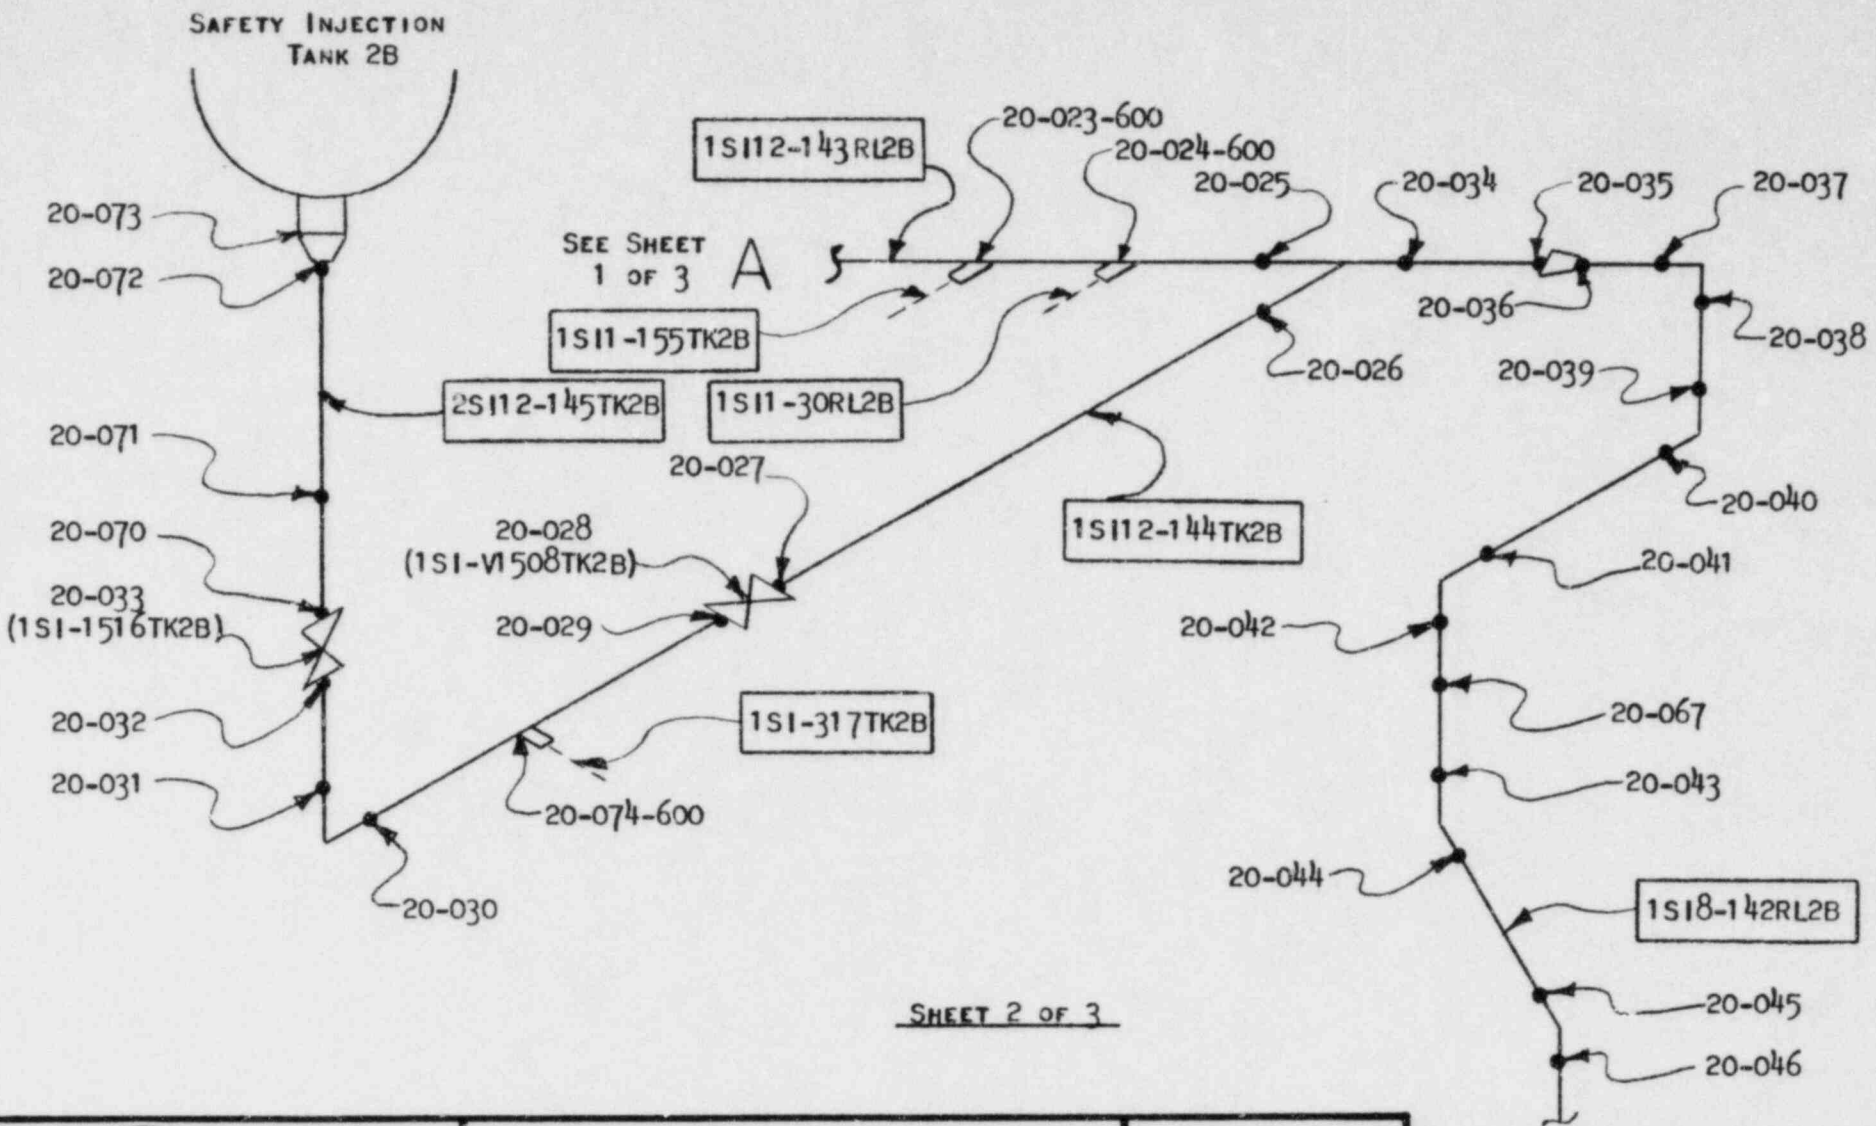 SAFETY INJECTION
TANK 2B
20-073
20-072
20-071
20-070
20-033
(1SI-1516TK2B)
20-032
20-031
20-030
2SI12-145TK2B
1SI12-143RL2B
20-023-600
20-024-600
20-025
20-034
20-035
20-037
SEE SHEET
1 OF 3
A
1SI1-155TK2B
1SI1-30RL2B
20-036
20-038
20-026
20-039
20-027
20-040
1SI12-144TK2B
20-028
(1SI-V1508TK2B)
20-029
20-041
20-042
1SI-317TK2B
20-067
20-074-600
20-043
20-044
1SI8-142RL2B
20-045
SHEET 2 OF 3
20-046